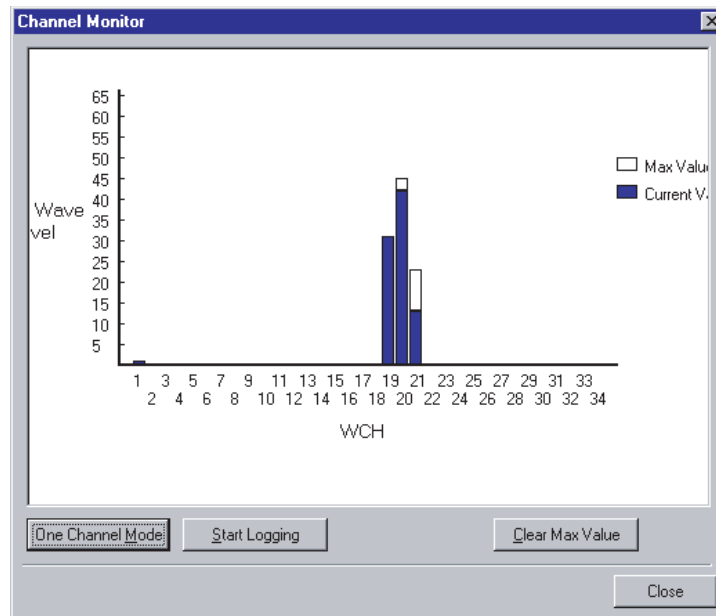 Channel Monitor
65
60
55
50
45
40
35
30
25
20
15
10
5
Wave
vel
Max Valu
Current V
1 3 5 7 9 11 13 15 17 19 21 23 25 27 29 31 33
2 4 6 8 10 12 14 16 18 20 22 24 26 28 30 32 34
WCH
One Channel Mode
Start Logging
Clear Max Value
Close